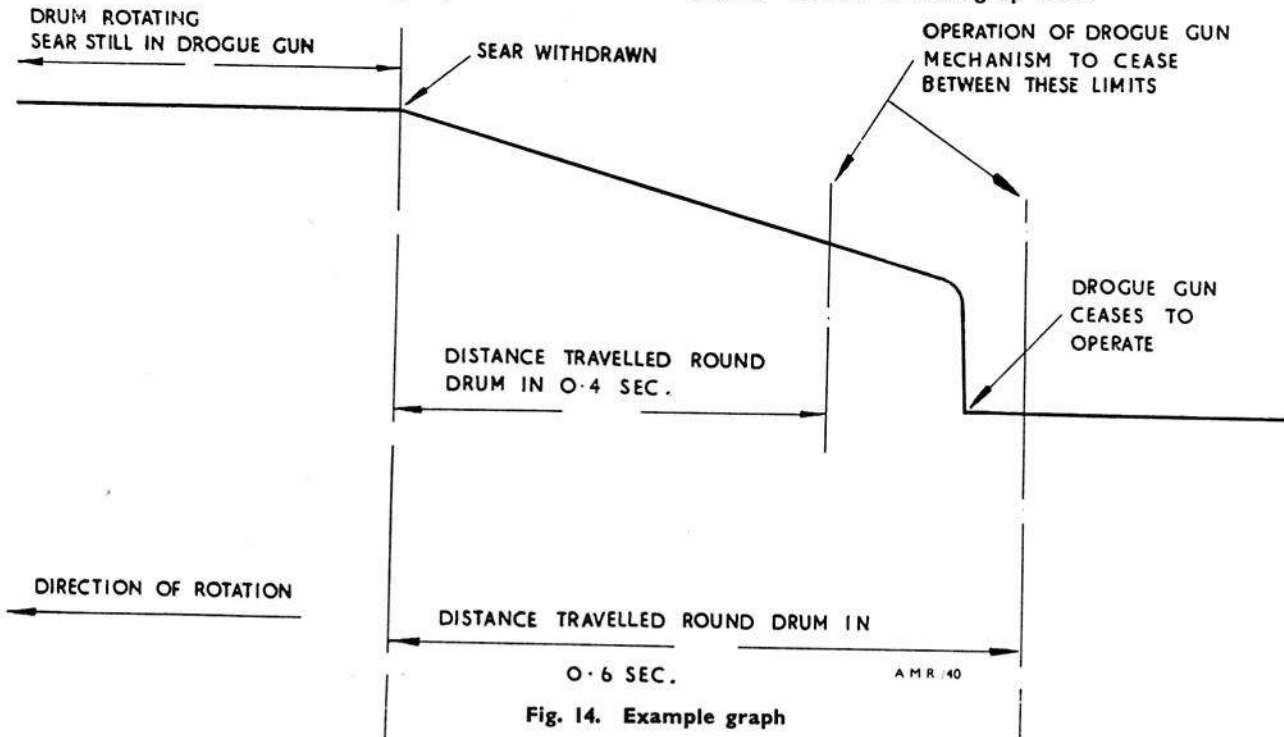 DRUM ROTATING
SEAR STILL IN DROGUE GUN
SEAR WITHDRAWN
OPERATION OF DROGUE GUN
MECHANISM TO CEASE
BETWEEN THESE LIMITS
DROGUE GUN
CEASES TO
OPERATE
DISTANCE TRAVELLED ROUND
DRUM IN 0·4 SEC.
DIRECTION OF ROTATION
DISTANCE TRAVELLED ROUND DRUM IN
0·6 SEC.
A M R 40
Fig. 14. Example graph